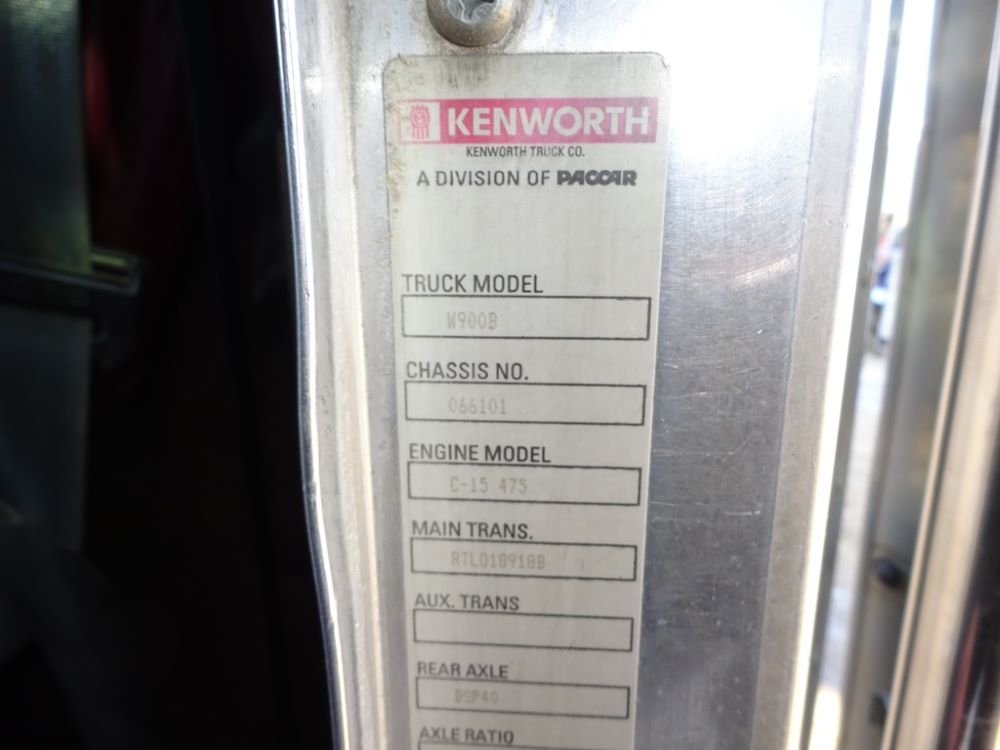 KENWORTH
KENWORTH TRUCK CO.
A DIVISION OF PACCAR
TRUCK MODEL
W900B
CHASSIS NO.
066101
ENGINE MODEL
C-15 475
MAIN TRANS.
RTLO18918B
AUX. TRANS
REAR AXLE
DSP40
AXLE RATIO